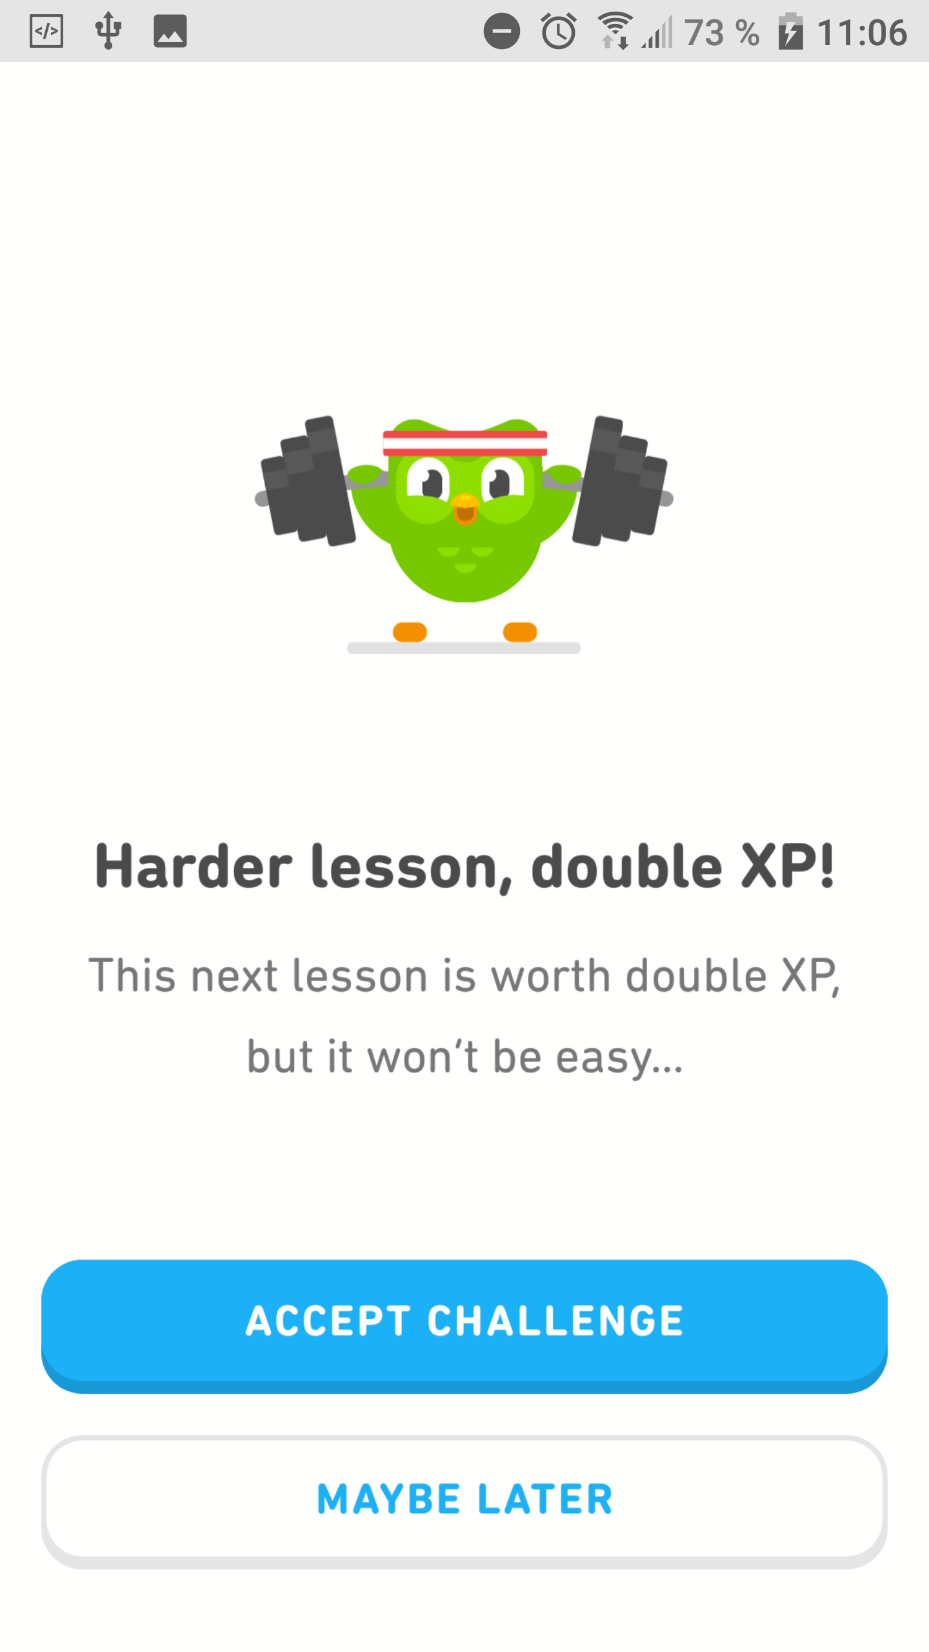 73 % 11:06
Harder lesson, double XP!
This next lesson is worth double XP,
but it won't be easy...
ACCEPT CHALLENGE
MAYBE LATER